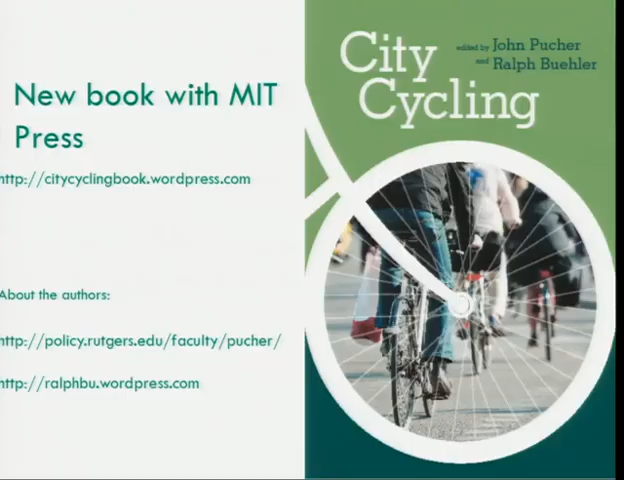 New book with MIT
Press
http://citycyclingbook.wordpress.com
About the authors:
http://policy.rutgers.edu/faculty/pucher/
http://ralphbu.wordpress.com
City
Cycling
edited by John Pucher
and Ralph Buehler